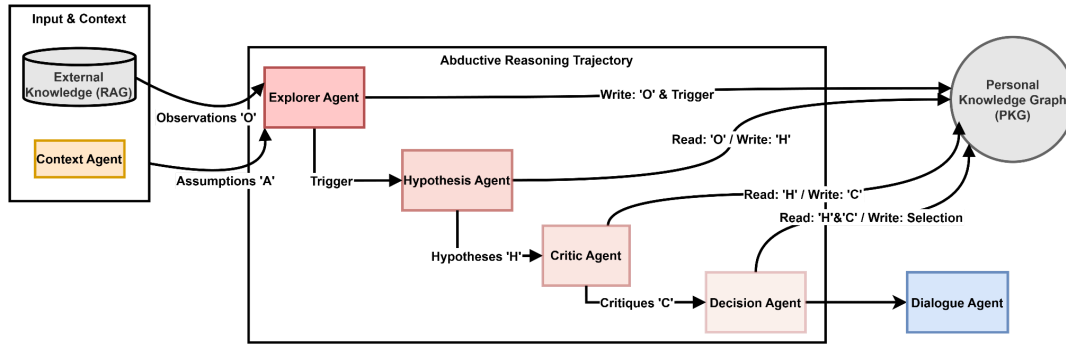 Input & Context
External
Knowledge (RAG)
Context Agent
Observations 'O'
Assumptions 'A'
Abductive Reasoning Trajectory
Explorer Agent
Write: 'O' & Trigger
Trigger
Hypothesis Agent
Read: 'O' / Write: 'H'
Hypotheses 'H'
Critic Agent
Read: 'H' / Write: 'C'
Critiques 'C'
Decision Agent
Read: 'H'&'C' / Write: Selection
Dialogue Agent
Personal
Knowledge Graph
(PKG)